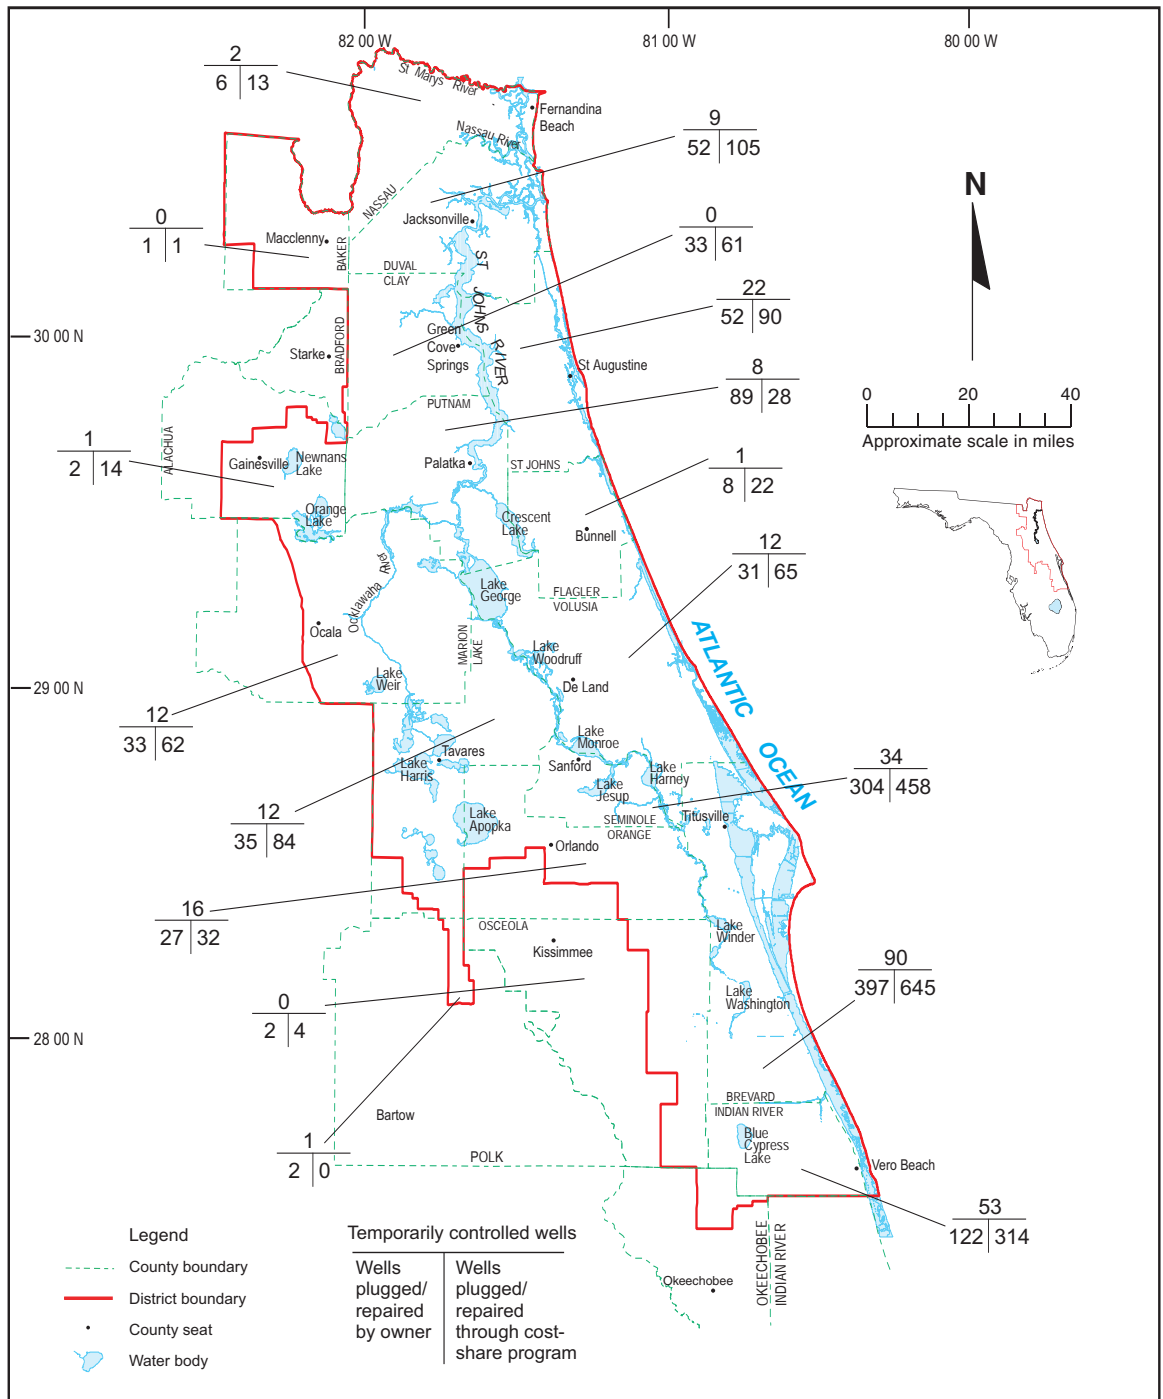 82 00 W
81 00 W
80 00 W
2
6 13
St Marys River
Fernandina
Beach
Nassau River
9
52 105
N
NASSAU
0
1 1
Macclenny
BAKER
Jacksonville
0
33 61
DUVAL
CLAY
ST JOHNS RIVER
22
52 90
30 00 N
Green
Cove
Springs
Starke
BRADFORD
St Augustine
8
89 28
0 20 40
Approximate scale in miles
PUTNAM
1
2 14
ALACHUA
Gainesville
Newnans
Lake
Palatka
ST JOHNS
1
8 22
Orange
Lake
Crescent
Lake
Bunnell
12
31 65
Ocklawaha River
Lake
George
FLAGLER
VOLUSIA
Ocala
MARION
LAKE
Lake
Woodruff
De Land
ATLANTIC OCEAN
29 00 N
Lake
Weir
12
33 62
Lake
Monroe
Tavares
Sanford
Lake
Harris
Lake
Jesup
Lake
Harney
34
304 458
12
35 84
Lake
Apopka
SEMINOLE
ORANGE
Titusville
Orlando
16
27 32
OSCEOLA
Lake
Winder
Kissimmee
90
397 645
Lake
Washington
0
2 4
28 00 N
BREVARD
INDIAN RIVER
Bartow
Blue
Cypress
Lake
1
2 0
POLK
Vero Beach
53
122 314
OKEECHOBEE
INDIAN RIVER
Okeechobee
Legend
County boundary
District boundary
County seat
Water body
Temporarily controlled wells
Wells
plugged/
repaired
by owner
Wells
plugged/
repaired
through cost-
share program